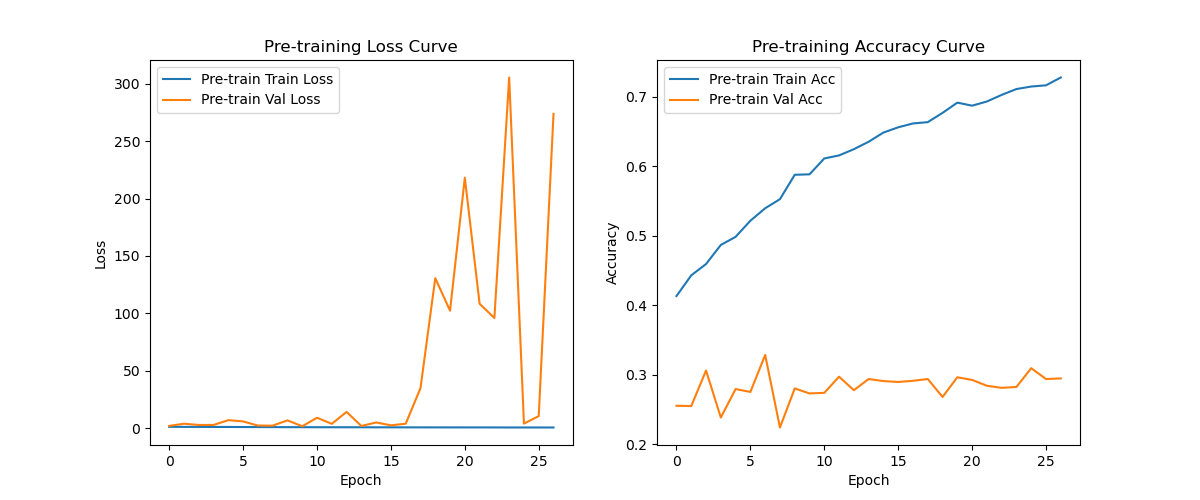 Pre-training Loss Curve
Pre-train Train Loss
Pre-train Val Loss
300
250
200
150
100
50
0
Loss
0 5 10 15 20 25
Epoch
Pre-training Accuracy Curve
Pre-train Train Acc
Pre-train Val Acc
0.7
0.6
0.5
0.4
0.3
0.2
Accuracy
0 5 10 15 20 25
Epoch